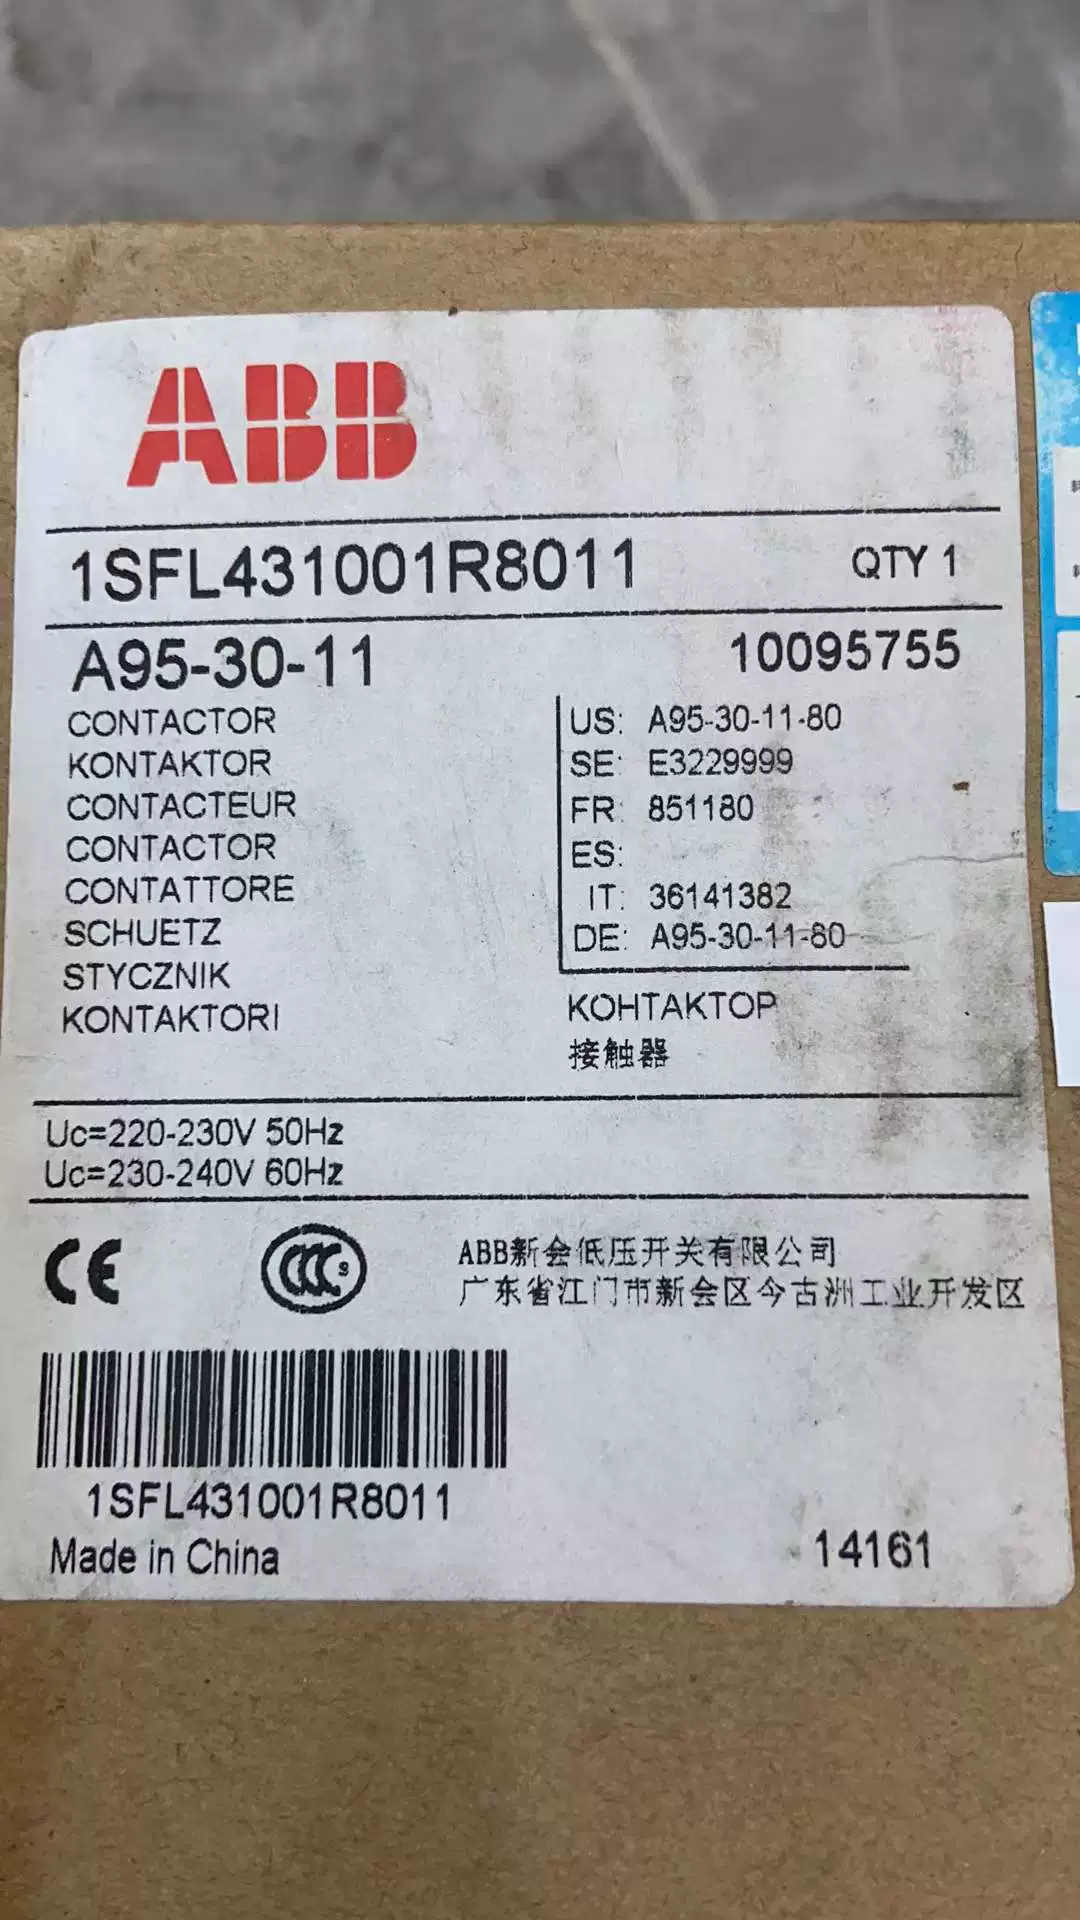 ABB
1SFL431001R8011 QTY 1
A95-30-11 10095755
CONTACTOR
KONTAKTOR
CONTACTEUR
CONTACTOR
CONTATTORE
SCHUETZ
STYCZNIK
KONTAKTORI
US: A95-30-11-80
SE: E3229999
FR: 851180
ES:
IT: 36141382
DE: A95-30-11-80
КОНТАКТОР
接触器
Uc=220-230V 50Hz
Uc=230-240V 60Hz
CE CCC S
ABB新会低压开关有限公司
广东省江门市新会区今古洲工业开发区
1SFL431001R8011
Made in China
14161